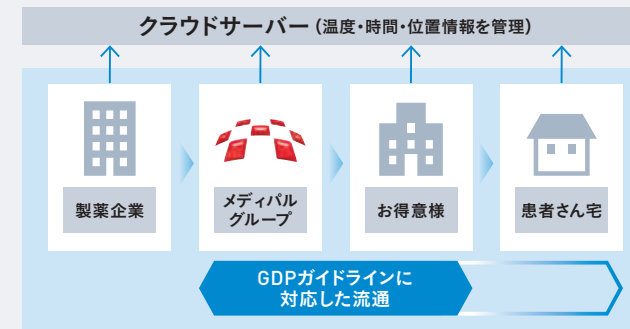 クラウドサーバー（温度・時間・位置情報を管理）
製薬企業
メディパル
グループ
お得意様
患者さん宅
GDPガイドラインに
対応した流通